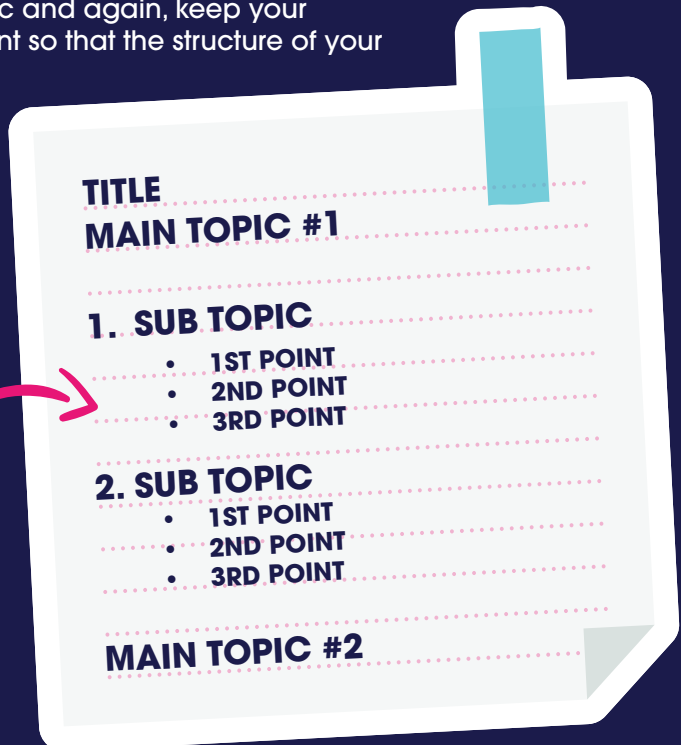 c and again, keep your
nt so that the structure of your
TITLE
MAIN TOPIC #1
1. SUB TOPIC
• 1ST POINT
• 2ND POINT
• 3RD POINT
2. SUB TOPIC
• 1ST POINT
• 2ND POINT
• 3RD POINT
MAIN TOPIC #2